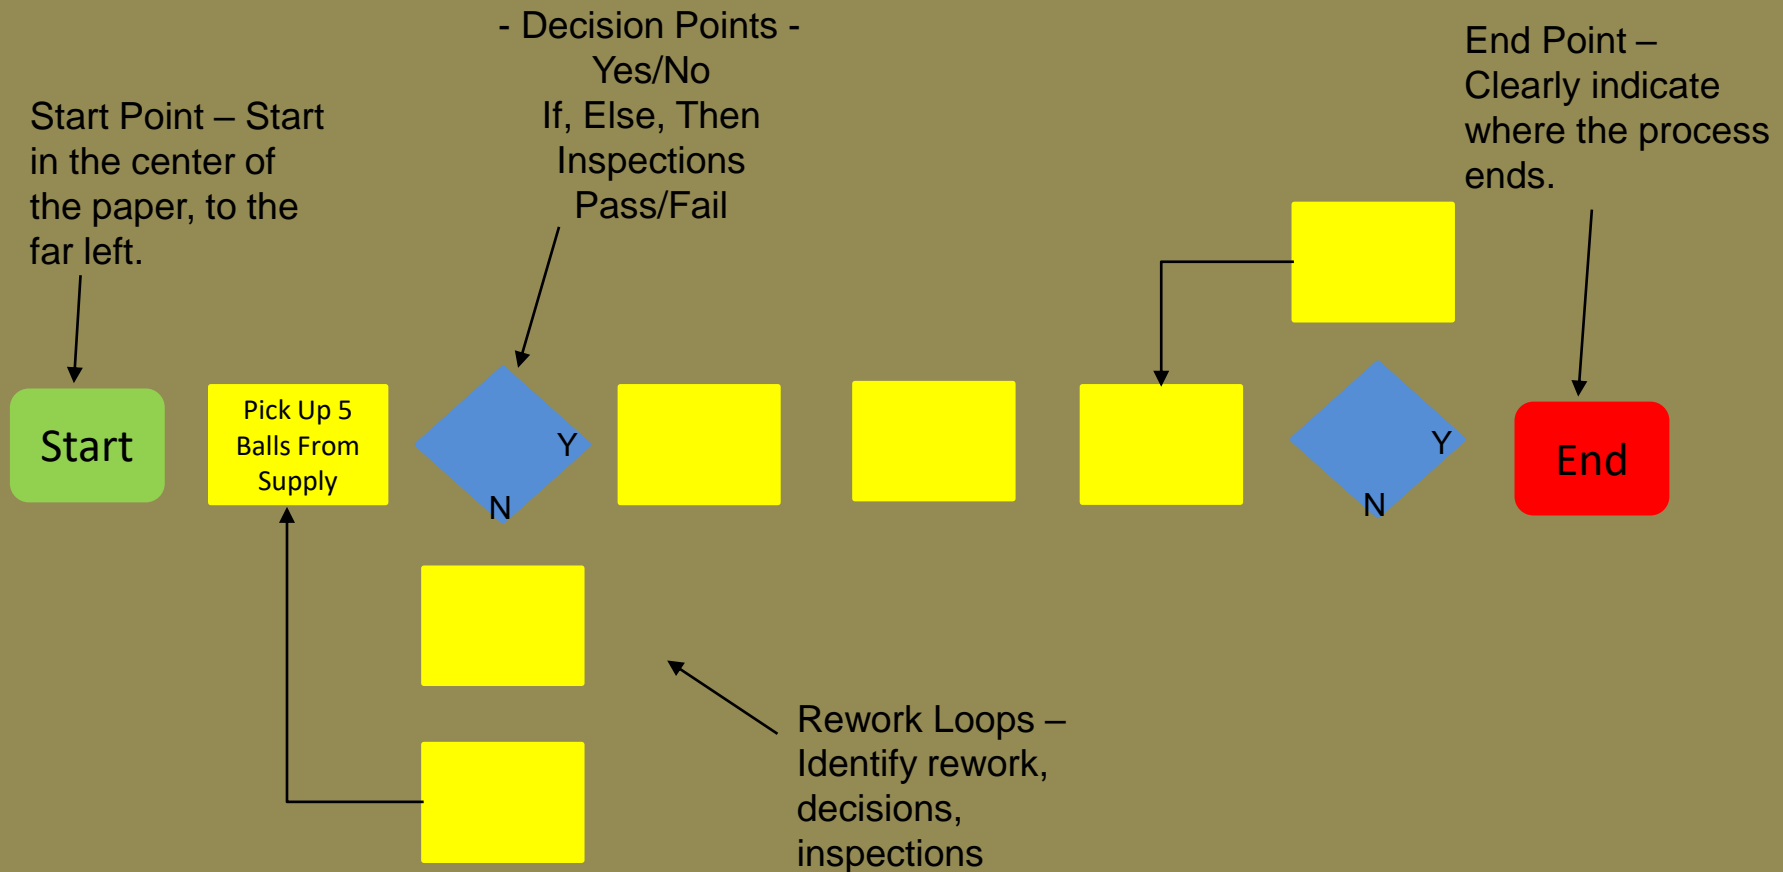 - Decision Points -
Yes/No
If, Else, Then
Inspections
Pass/Fail
End Point –
Clearly indicate
where the process
ends.
Start Point – Start
in the center of
the paper, to the
far left.
Start
Pick Up 5
Balls From
Supply
Y
N
Y
N
End
Rework Loops –
Identify rework,
decisions,
inspections